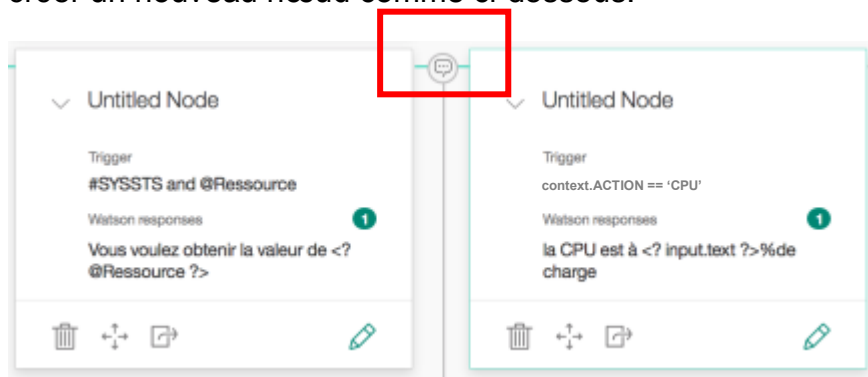 créer un nouveau nœud comme ci-dessous.
Untitled Node
Trigger
#SYSSTS and @Ressource
Watson responses
1
Vous voulez obtenir la valeur de <?
@Ressource ?>
Untitled Node
Trigger
context.ACTION == ‘CPU’
Watson responses
1
la CPU est à <? input.text ?>%de
charge